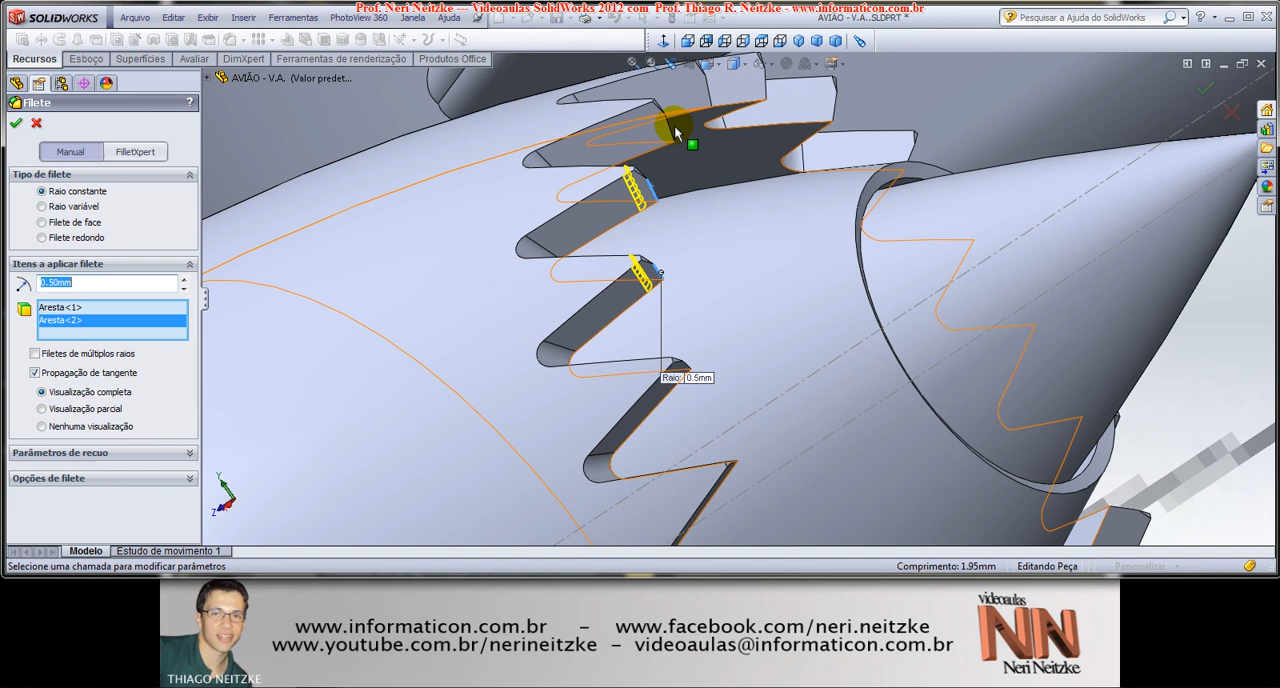 Prof. Neri Neitzke --- Videoaulas SolidWorks 2012 com Prof. Thiago R. Neitzke - www.informaticon.com.br
SOLIDWORKS
Arquivo Editar Exibir Inserir Ferramentas PhotoView 360 Janela Ajuda
AVIÃO - V.A..SLDPRT *
Pesquisar a Ajuda do SolidWorks
Recursos Esboço Superfícies Avaliar DimXpert Ferramentas de renderização Produtos Office
AVIÃO - V.A. (Valor predet...
Filete
?
Manual FilletXpert
Tipo de filete
Raio constante
Raio variável
Filete de face
Filete redondo
Itens a aplicar filete
0.50mm
Aresta<1>
Aresta<2>
Filetes de múltiplos raios
Propagação de tangente
Visualização completa
Visualização parcial
Nenhuma visualização
Parâmetros de recuo
Opções de filete
Raio: 0.5mm
Y
Z
Modelo Estudo de movimento 1
Selecione uma chamada para modificar parâmetros
Comprimento: 1.95mm
Editando Peça
Personalizar
www.informaticon.com.br - www.facebook.com/neri.neitzke
www.youtube.com.br/nerineitzke - videoaulas@informaticon.com.br
THIAGO NEITZKE
videoaulas
NN
Neri Neitzke